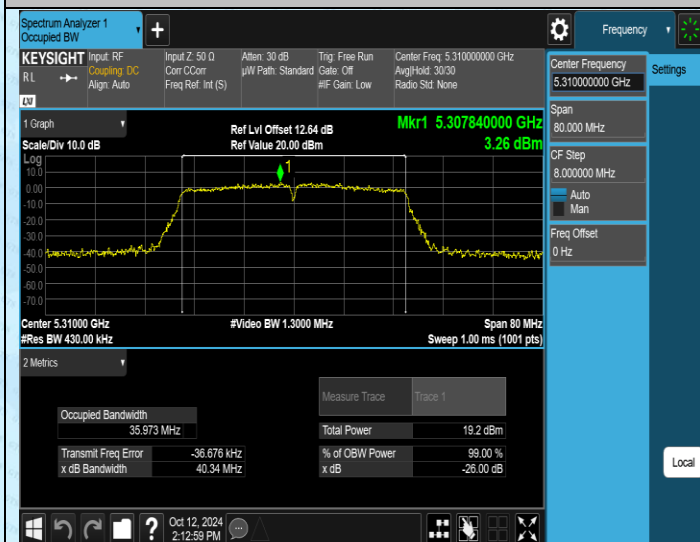 Spectrum Analyzer 1
Occupied BW
Frequency
KEYSIGHT
RL
LXI
Input: RF
Coupling: DC
Align: Auto
Input Z: 50 Ω
Corr CCorr
Freq Ref: Int (S)
Atten: 30 dB
µW Path: Standard
Trig: Free Run
Gate: Off
#IF Gain: Low
Center Freq: 5.310000000 GHz
Avg|Hold: 30/30
Radio Std: None
Center Frequency
5.310000000 GHz
Settings
Span
80.000 MHz
CF Step
8.000000 MHz
Auto
Man
Freq Offset
0 Hz
Local
1 Graph
Scale/Div 10.0 dB
Ref Lvl Offset 12.64 dB
Ref Value 20.00 dBm
Mkr1 5.307840000 GHz
3.26 dBm
Log
10.0
0.00
-10.0
-20.0
-30.0
-40.0
-50.0
-60.0
-70.0
1
Center 5.31000 GHz
#Res BW 430.00 kHz
#Video BW 1.3000 MHz
Span 80 MHz
Sweep 1.00 ms (1001 pts)
2 Metrics
Measure Trace
Trace 1
Occupied Bandwidth
35.973 MHz
Total Power
19.2 dBm
Transmit Freq Error
-36.676 kHz
% of OBW Power
99.00 %
x dB Bandwidth
40.34 MHz
x dB
-26.00 dB
?
Oct 12, 2024
2:12:59 PM